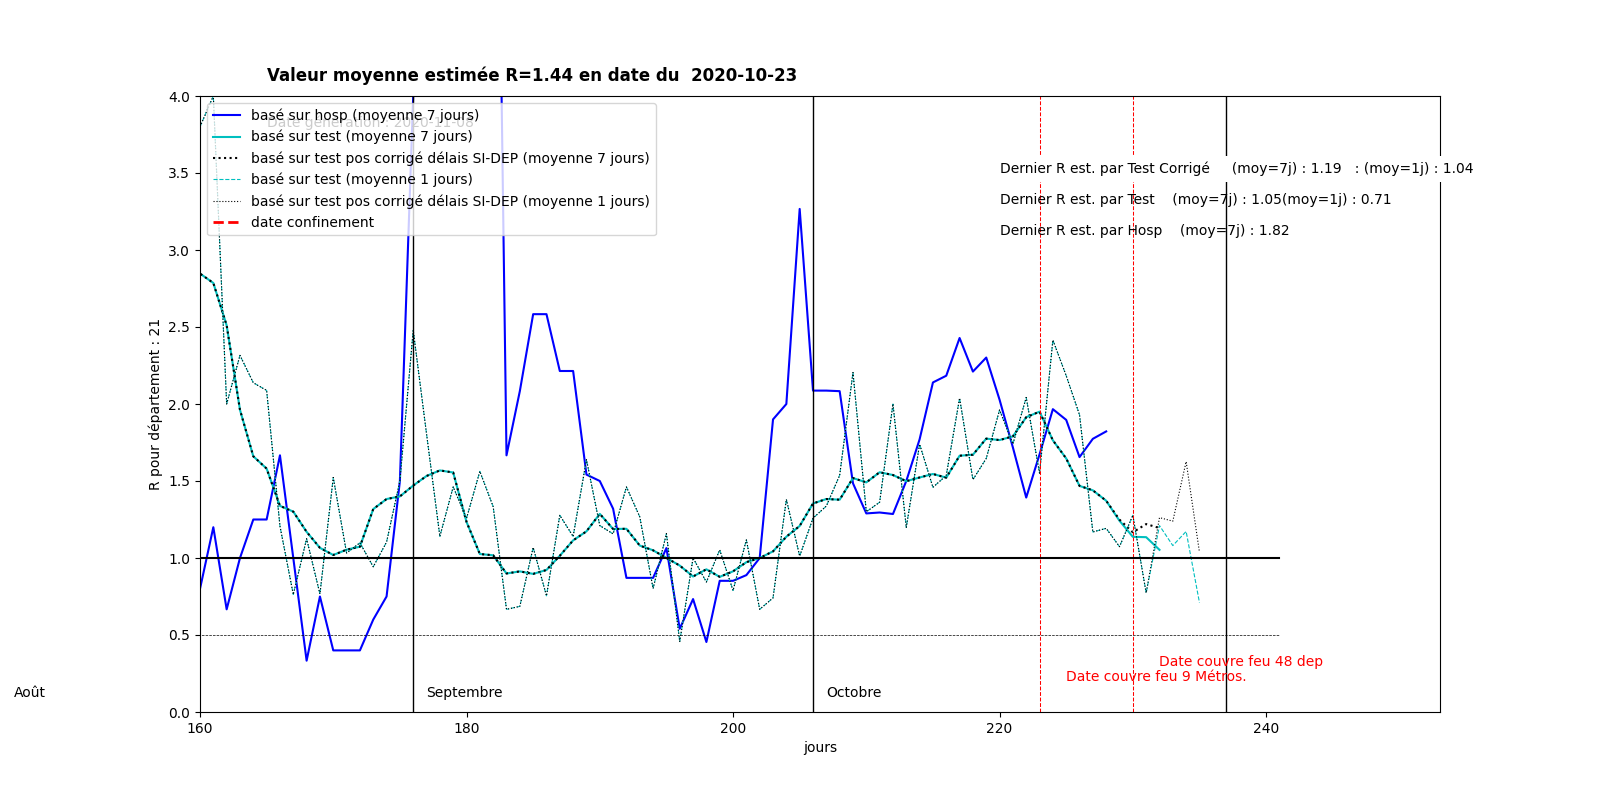 Valeur moyenne estimée R=1.44 en date du  2020-10-23
Date génération : 2020-11-08
basé sur hosp (moyenne 7 jours)
basé sur test (moyenne 7 jours)
basé sur test pos corrigé délais SI-DEP (moyenne 7 jours)
basé sur test (moyenne 1 jours)
basé sur test pos corrigé délais SI-DEP (moyenne 1 jours)
date confinement
Dernier R est. par Test Corrigé     (moy=7j) : 1.19   : (moy=1j) : 1.04
Dernier R est. par Test    (moy=7j) : 1.05(moy=1j) : 0.71
Dernier R est. par Hosp    (moy=7j) : 1.82
R pour département : 21
4.0
3.5
3.0
2.5
2.0
1.5
1.0
0.5
0.0
Date couvre feu 48 dep
Date couvre feu 9 Métros.
Août
Septembre
Octobre
160
180
200
220
240
jours